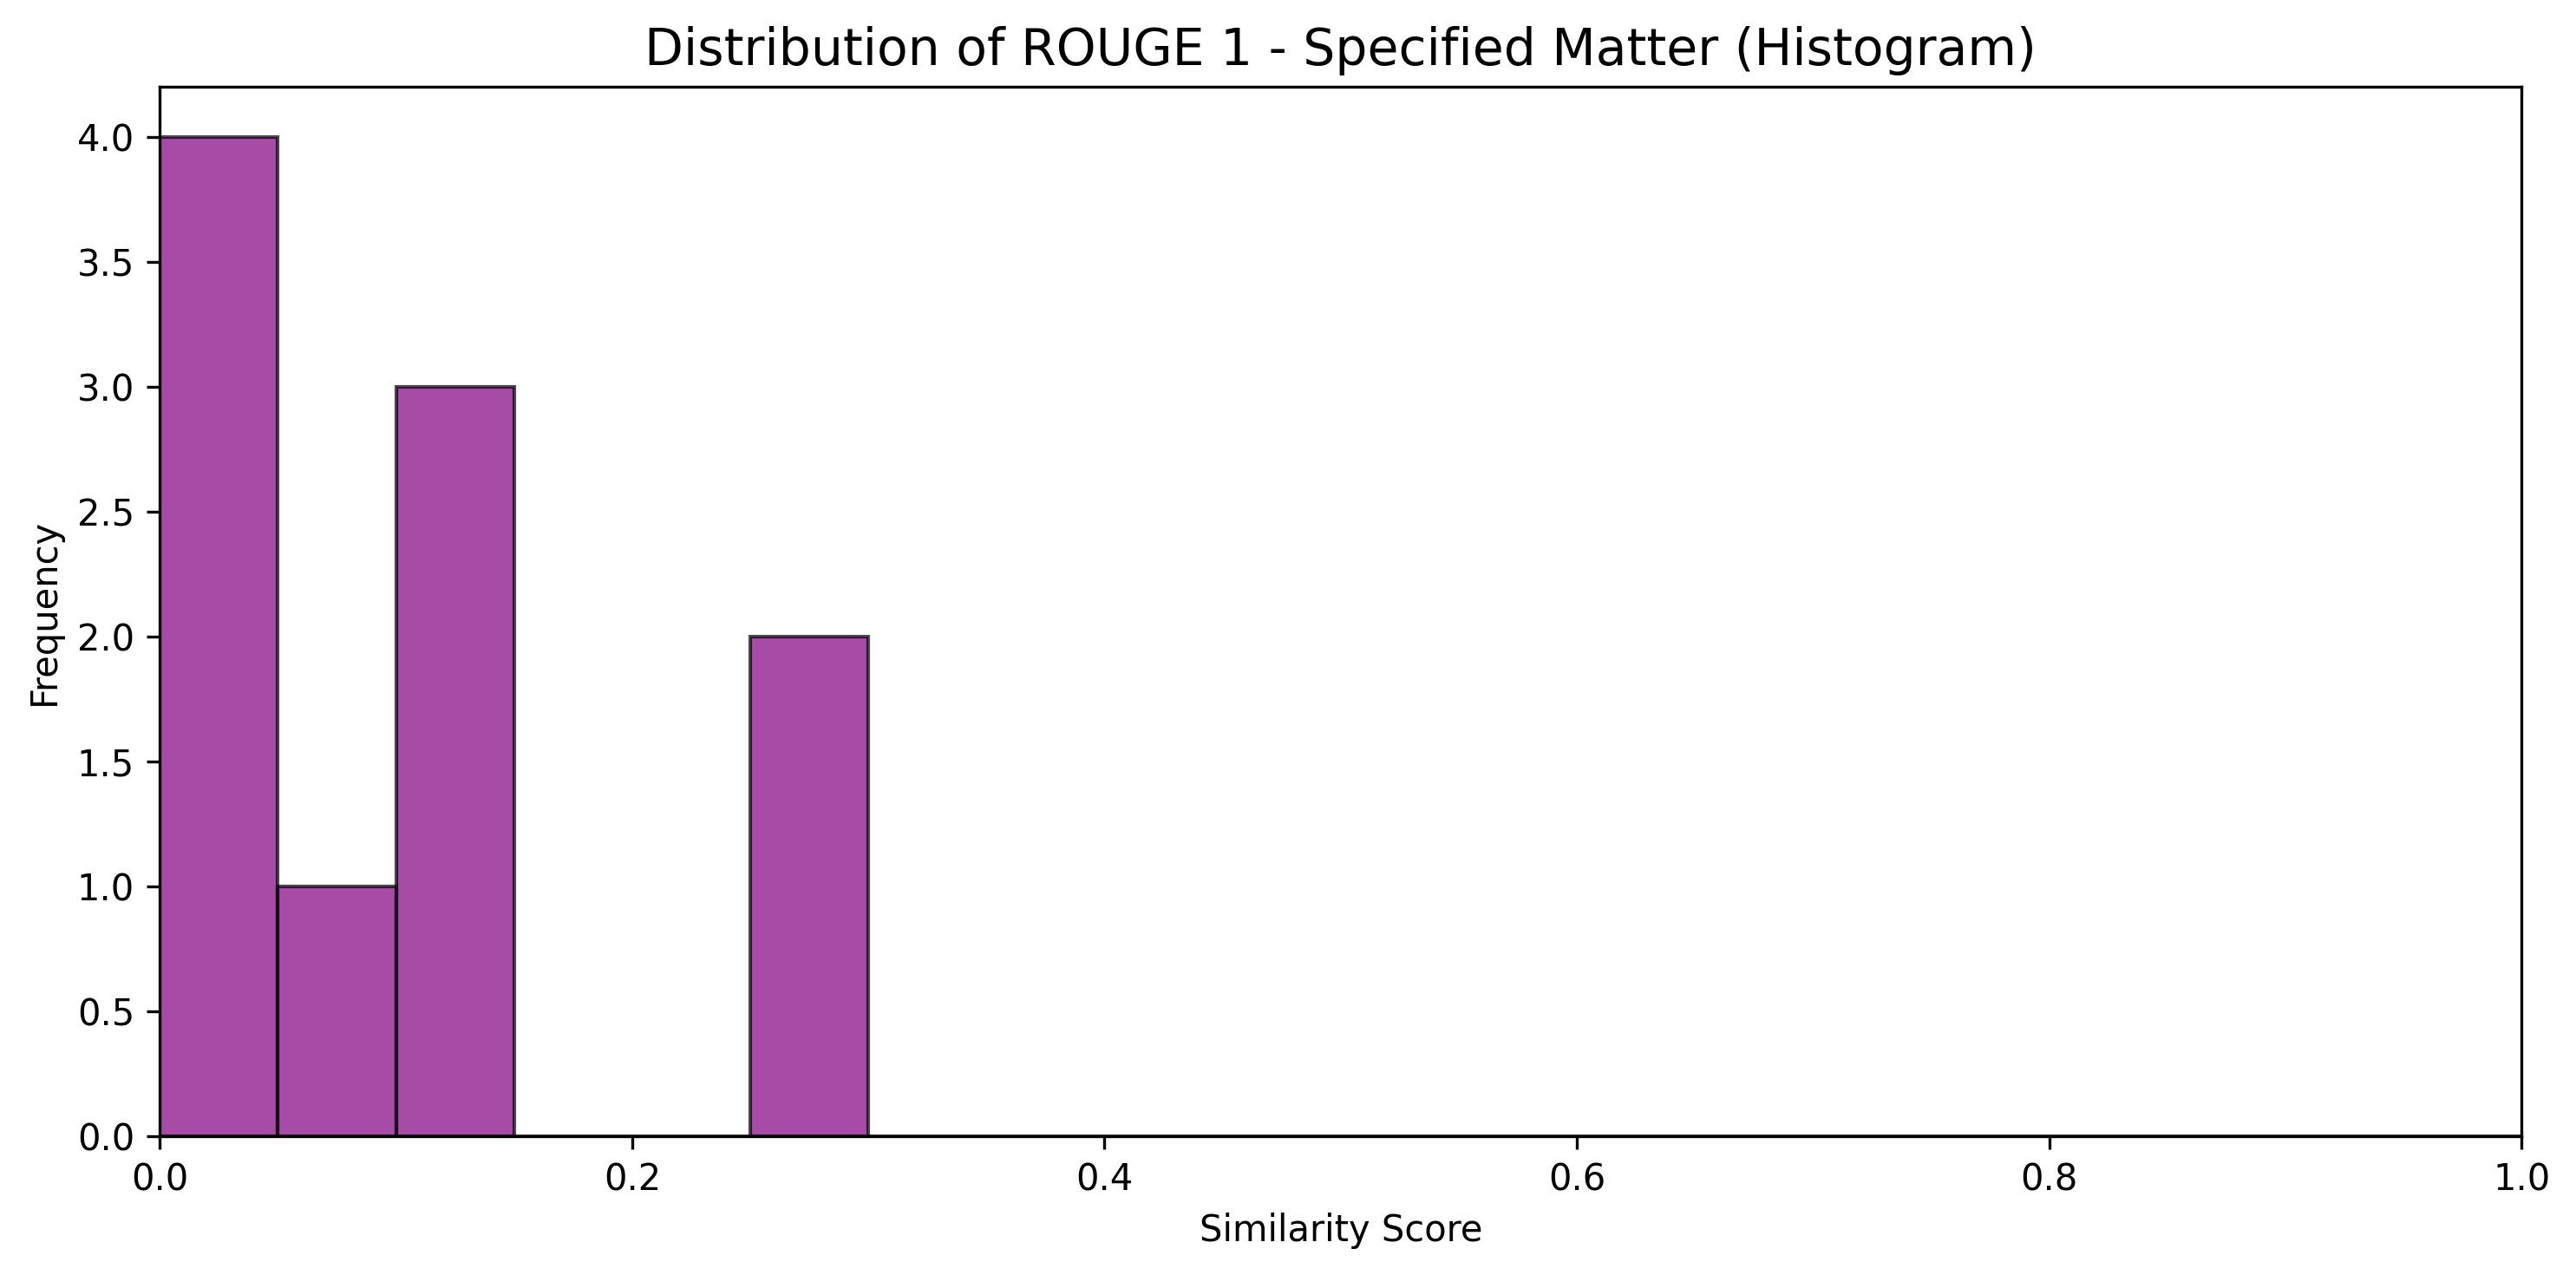 Distribution of ROUGE 1 - Specified Matter (Histogram)
4.0
3.5
3.0
2.5
2.0
1.5
1.0
0.5
0.0
Frequency
0.0 0.2 0.4 0.6 0.8 1.0
Similarity Score